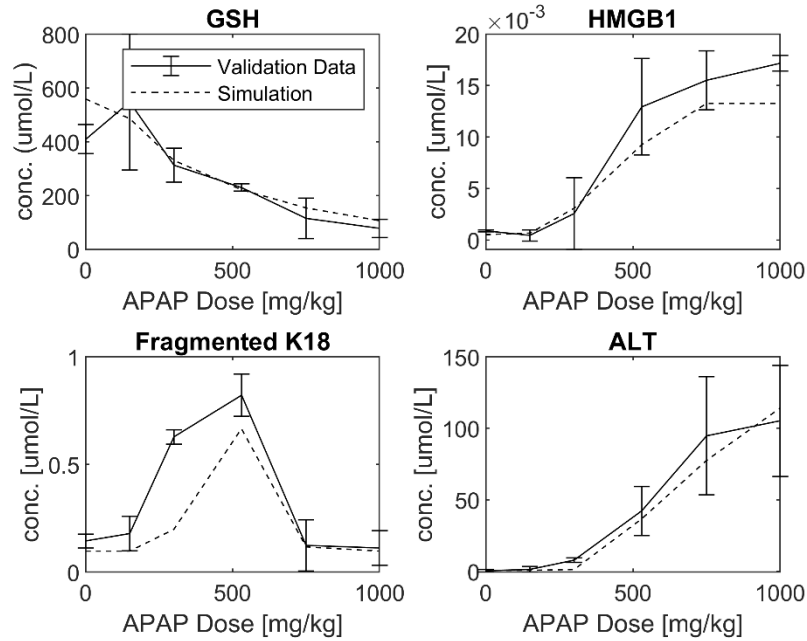 GSH
800
600
400
200
0
conc. (umol/L)
Validation Data
Simulation
0 500 1000
APAP Dose [mg/kg]
×10⁻³
HMGB1
20
15
10
5
0
conc. [umol/L]
0 500 1000
APAP Dose [mg/kg]
Fragmented K18
1
0.5
0
conc. [umol/L]
0 500 1000
APAP Dose [mg/kg]
ALT
150
100
50
0
conc. [umol/L]
0 500 1000
APAP Dose [mg/kg]